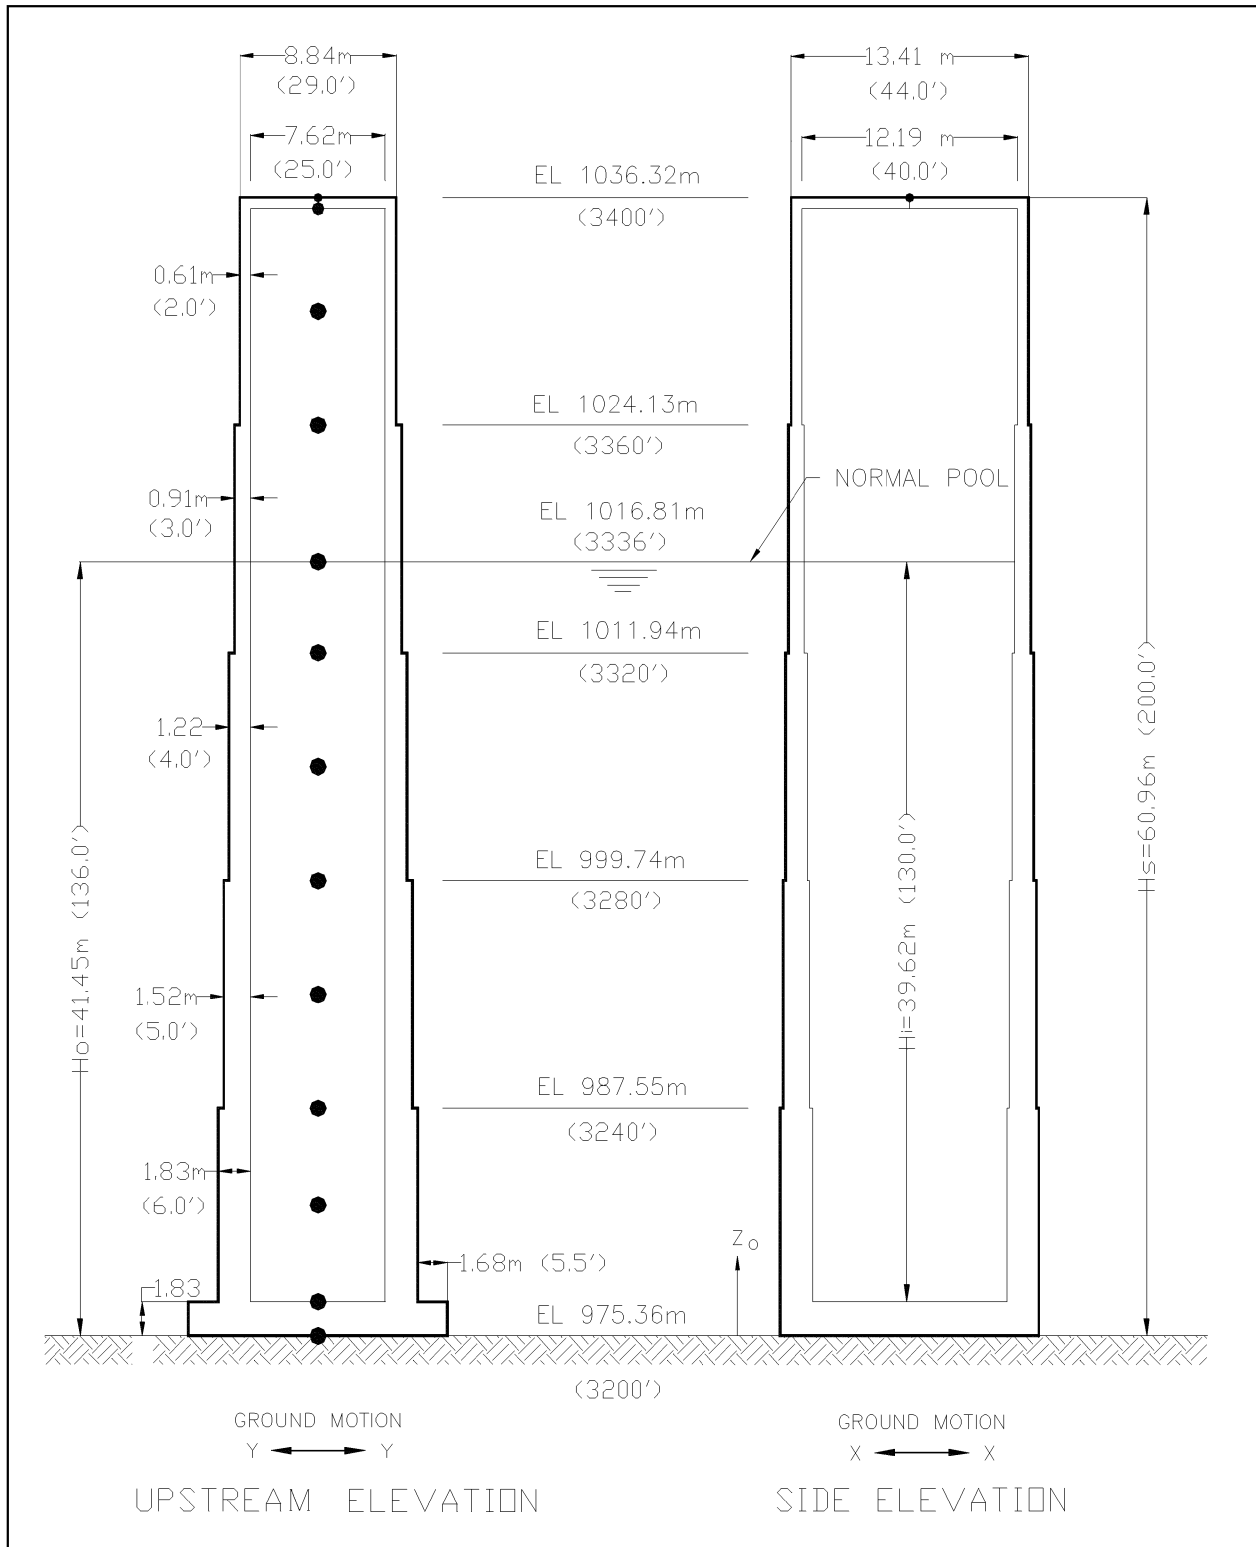 8.84m
(29.0')
13.41 m
(44.0')
7.62m
(25.0')
12.19 m
(40.0')
EL 1036.32m
(3400')
0.61m
(2.0')
EL 1024.13m
(3360')
NORMAL POOL
0.91m
(3.0')
EL 1016.81m
(3336')
EL 1011.94m
(3320')
1.22
(4.0')
Hs=60.96m (200.0')
EL 999.74m
(3280')
Ho=41.45m (136.0')
Hi=39.62m (130.0')
1.52m
(5.0')
EL 987.55m
(3240')
1.83m
(6.0')
Zo
1.68m (5.5')
1.83
EL 975.36m
(3200')
GROUND MOTION
Y Y
GROUND MOTION
X X
UPSTREAM ELEVATION
SIDE ELEVATION